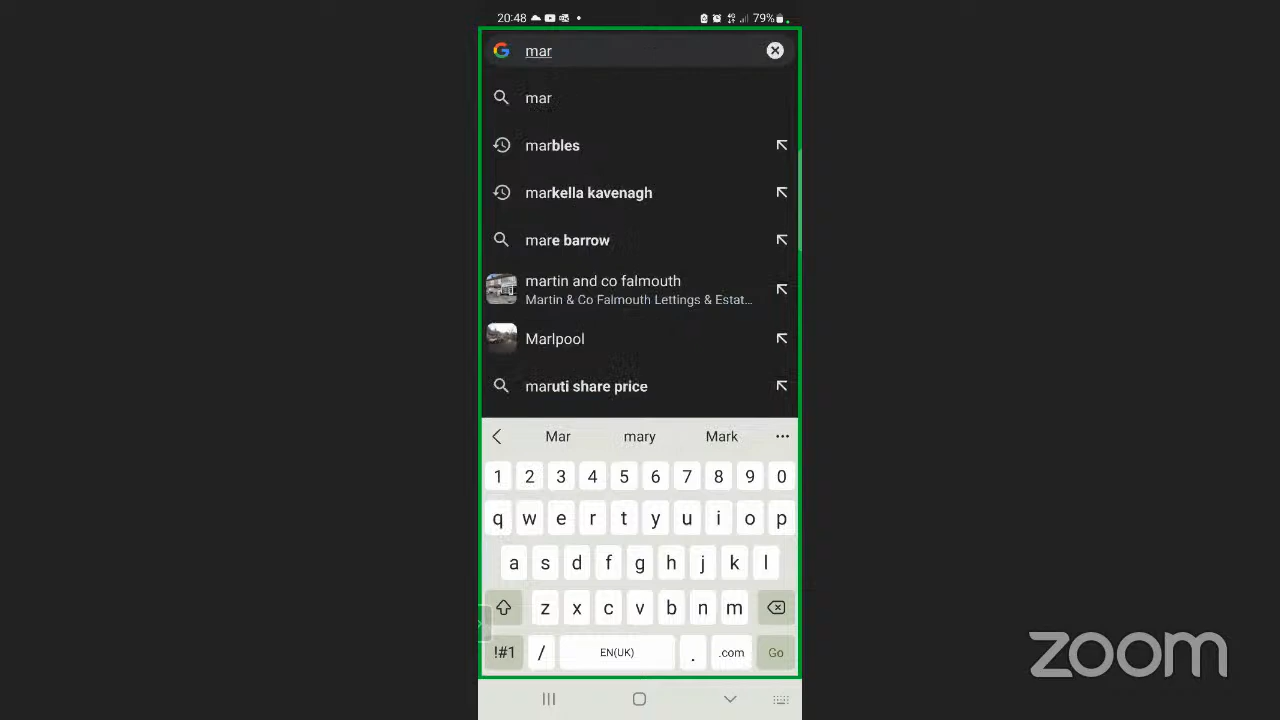 20:48 79%
mar
mar
marbles
markella kavenagh
mare barrow
martin and co falmouth
Martin & Co Falmouth Lettings & Estat...
Marlpool
maruti share price
Mar mary Mark
1 2 3 4 5 6 7 8 9 0
q w e r t y u i o p
a s d f g h j k l
z x c v b n m
!#1 / EN(UK) . .com Go
zoom